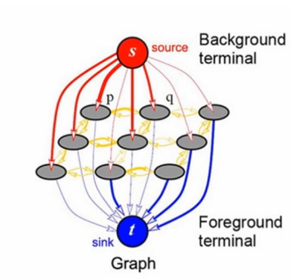 s
source
Background
terminal
p
q
t
sink
Foreground
terminal
Graph